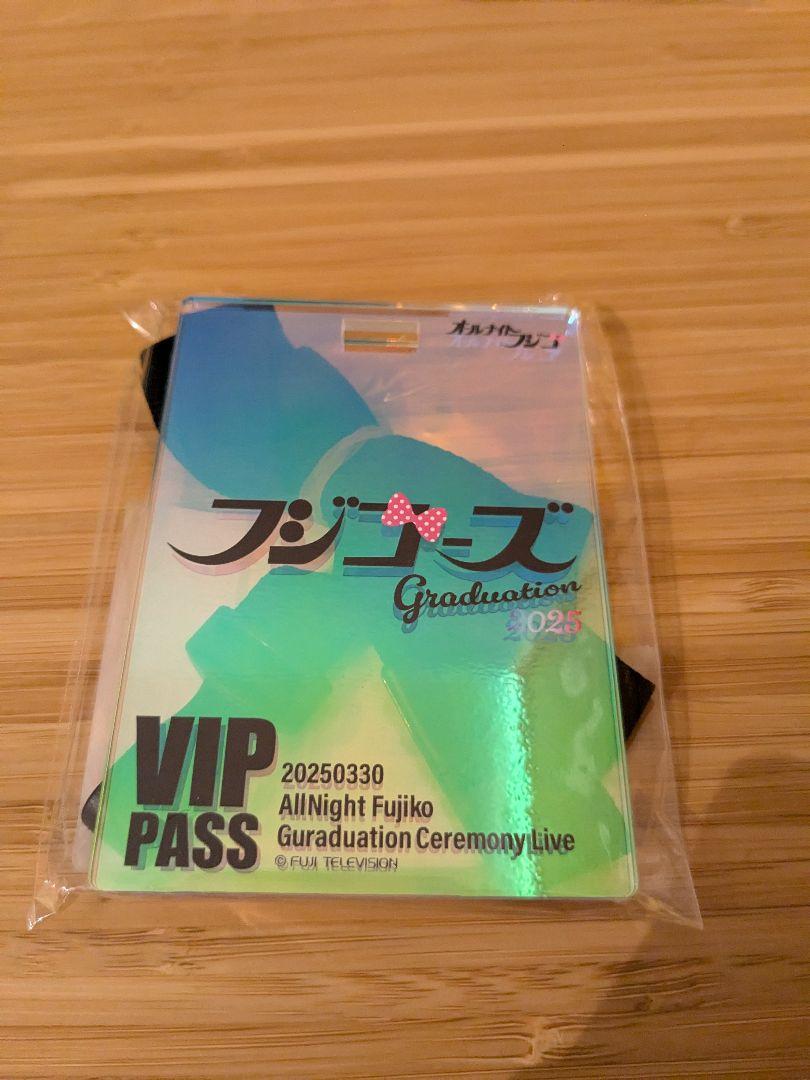 オールナイト
フジコ
フジコーズ
Graduation
2025
VIP
PASS
20250330
AllNight Fujiko
Guraduation Ceremony Live
© FUJI TELEVISION